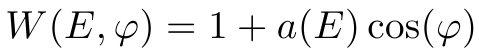 W(E, φ) = 1 + a(E) cos(φ)